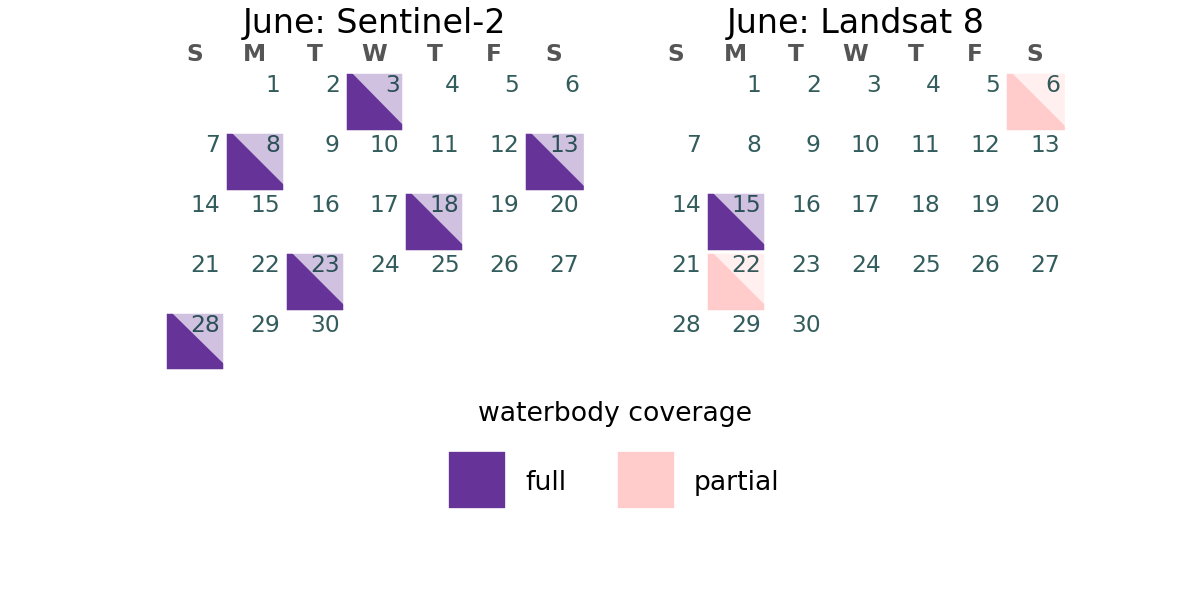 June: Sentinel-2
S M T W T F S
1 2 3 4 5 6
7 8 9 10 11 12 13
14 15 16 17 18 19 20
21 22 23 24 25 26 27
28 29 30
June: Landsat 8
S M T W T F S
1 2 3 4 5 6
7 8 9 10 11 12 13
14 15 16 17 18 19 20
21 22 23 24 25 26 27
28 29 30
waterbody coverage
full partial